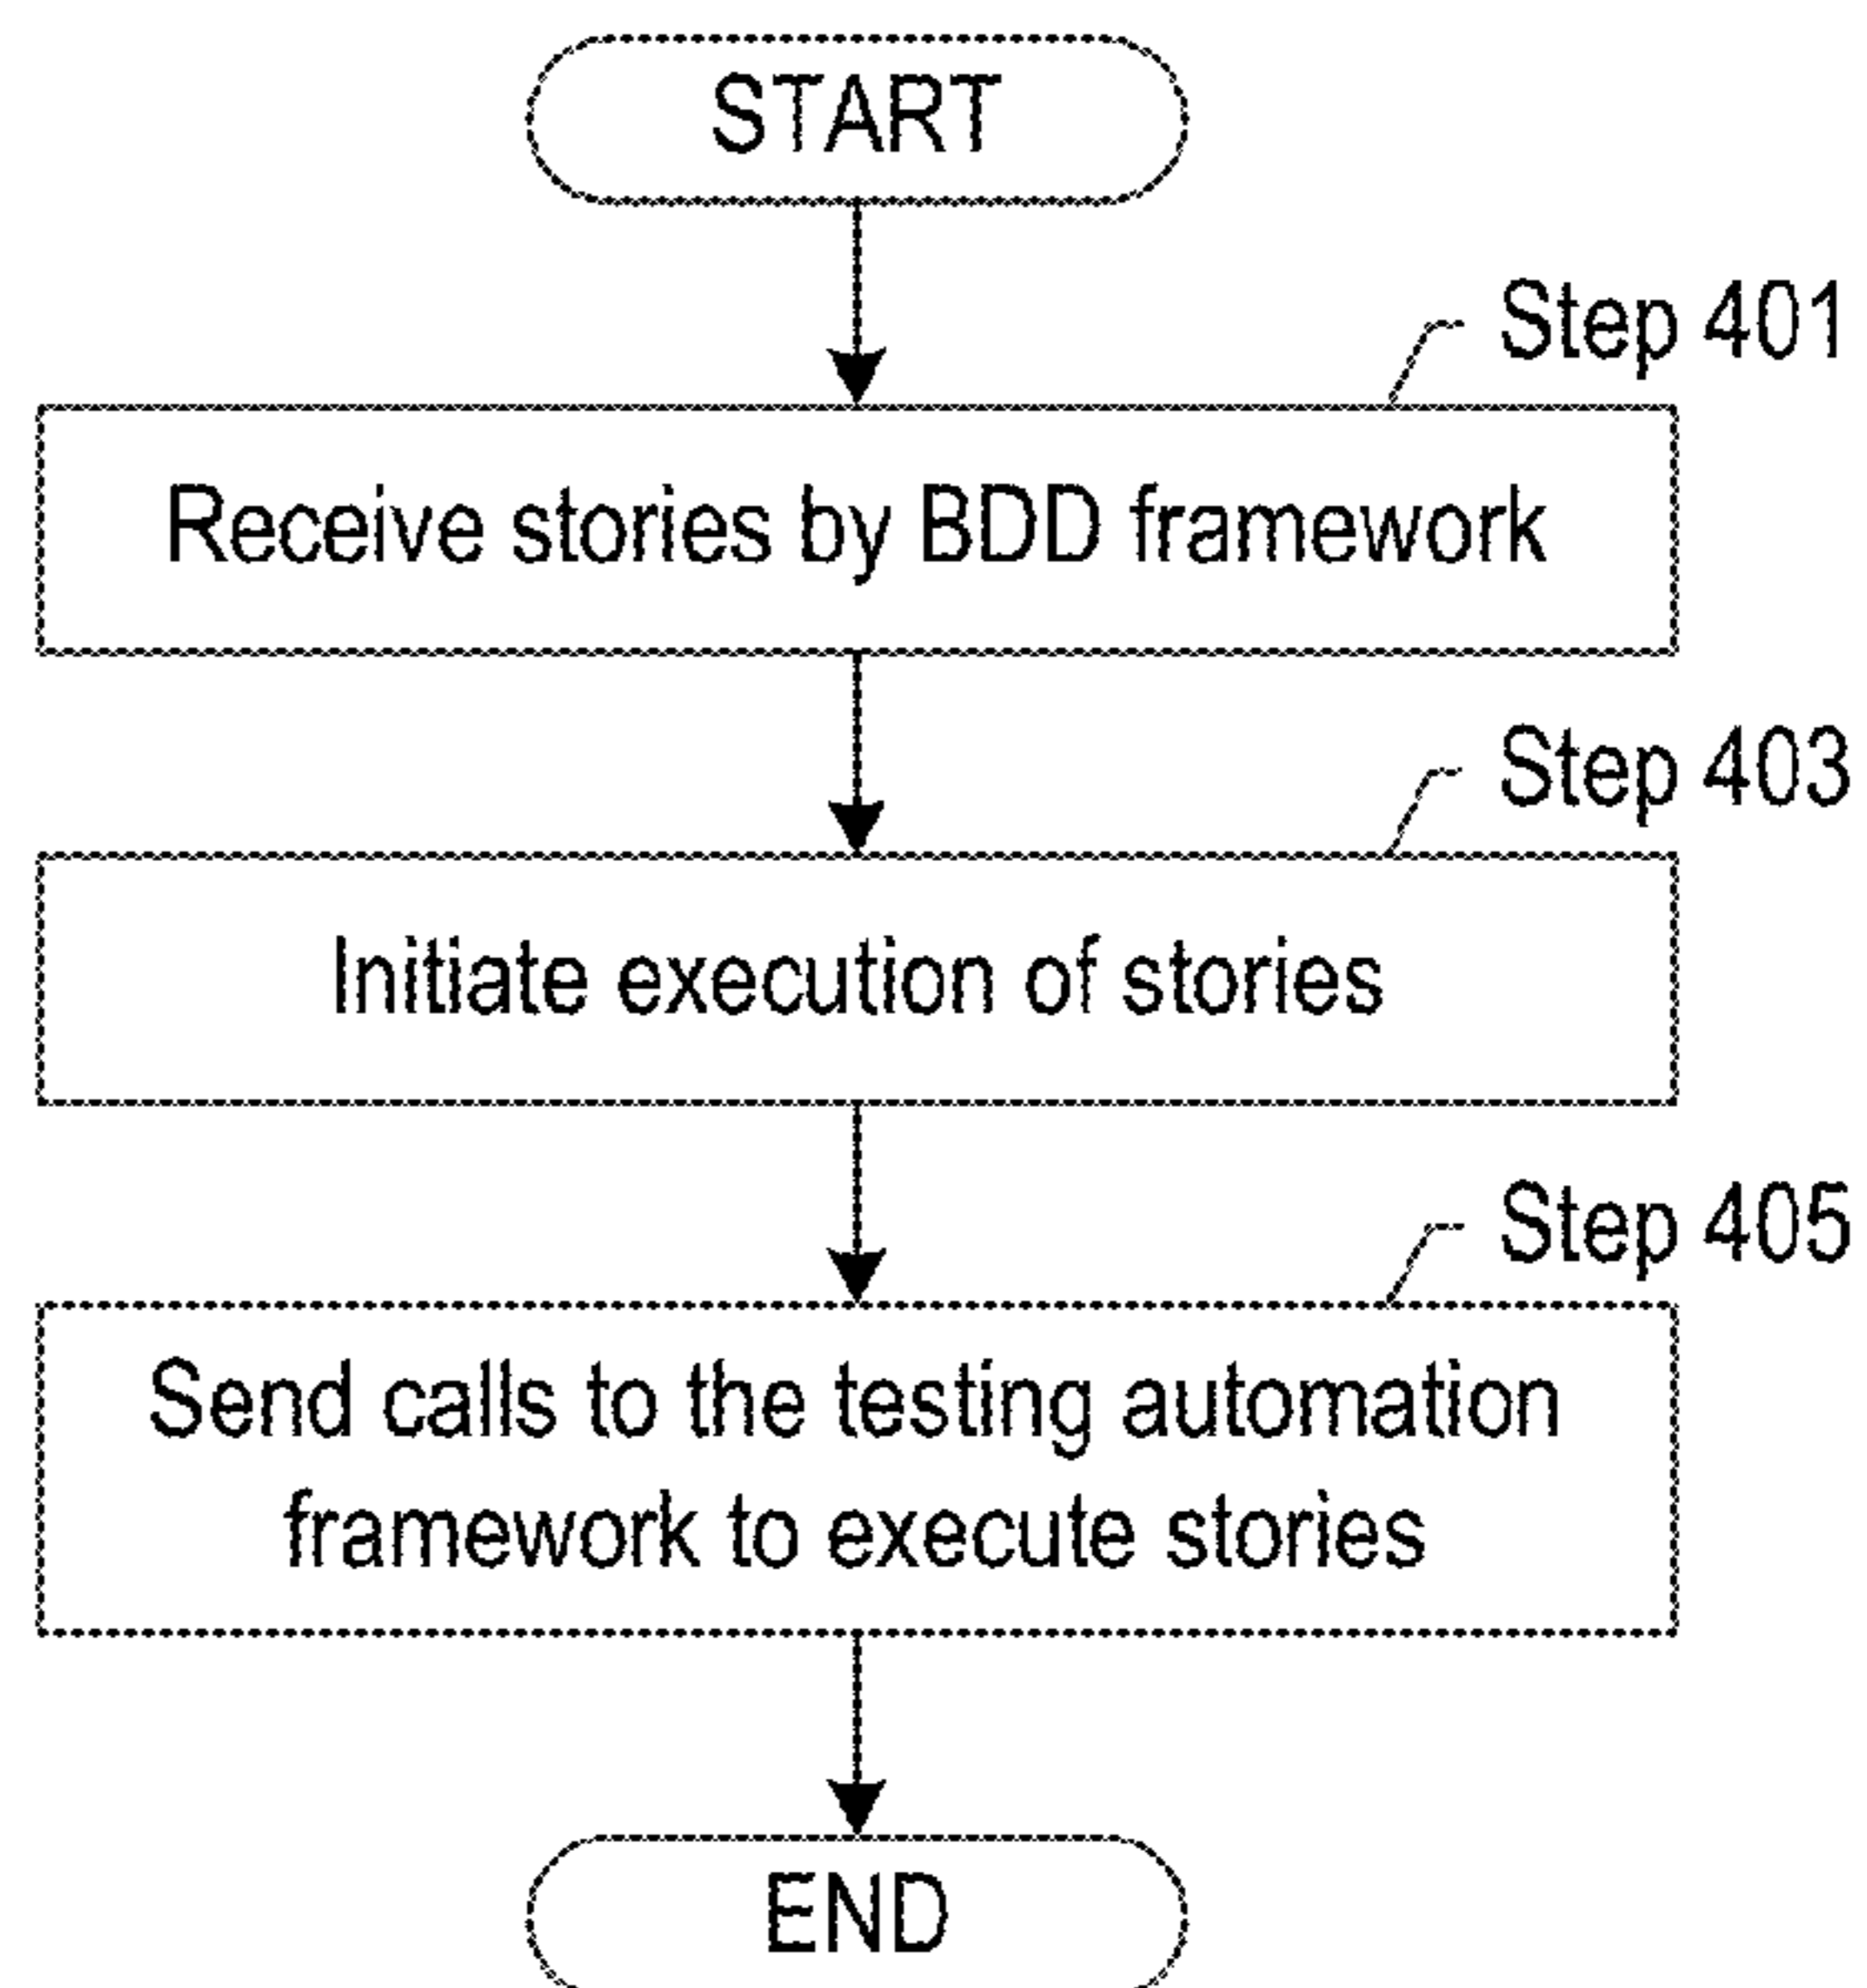 START
Step 401
Receive stories by BDD framework
Step 403
Initiate execution of stories
Step 405
Send calls to the testing automation
framework to execute stories
END